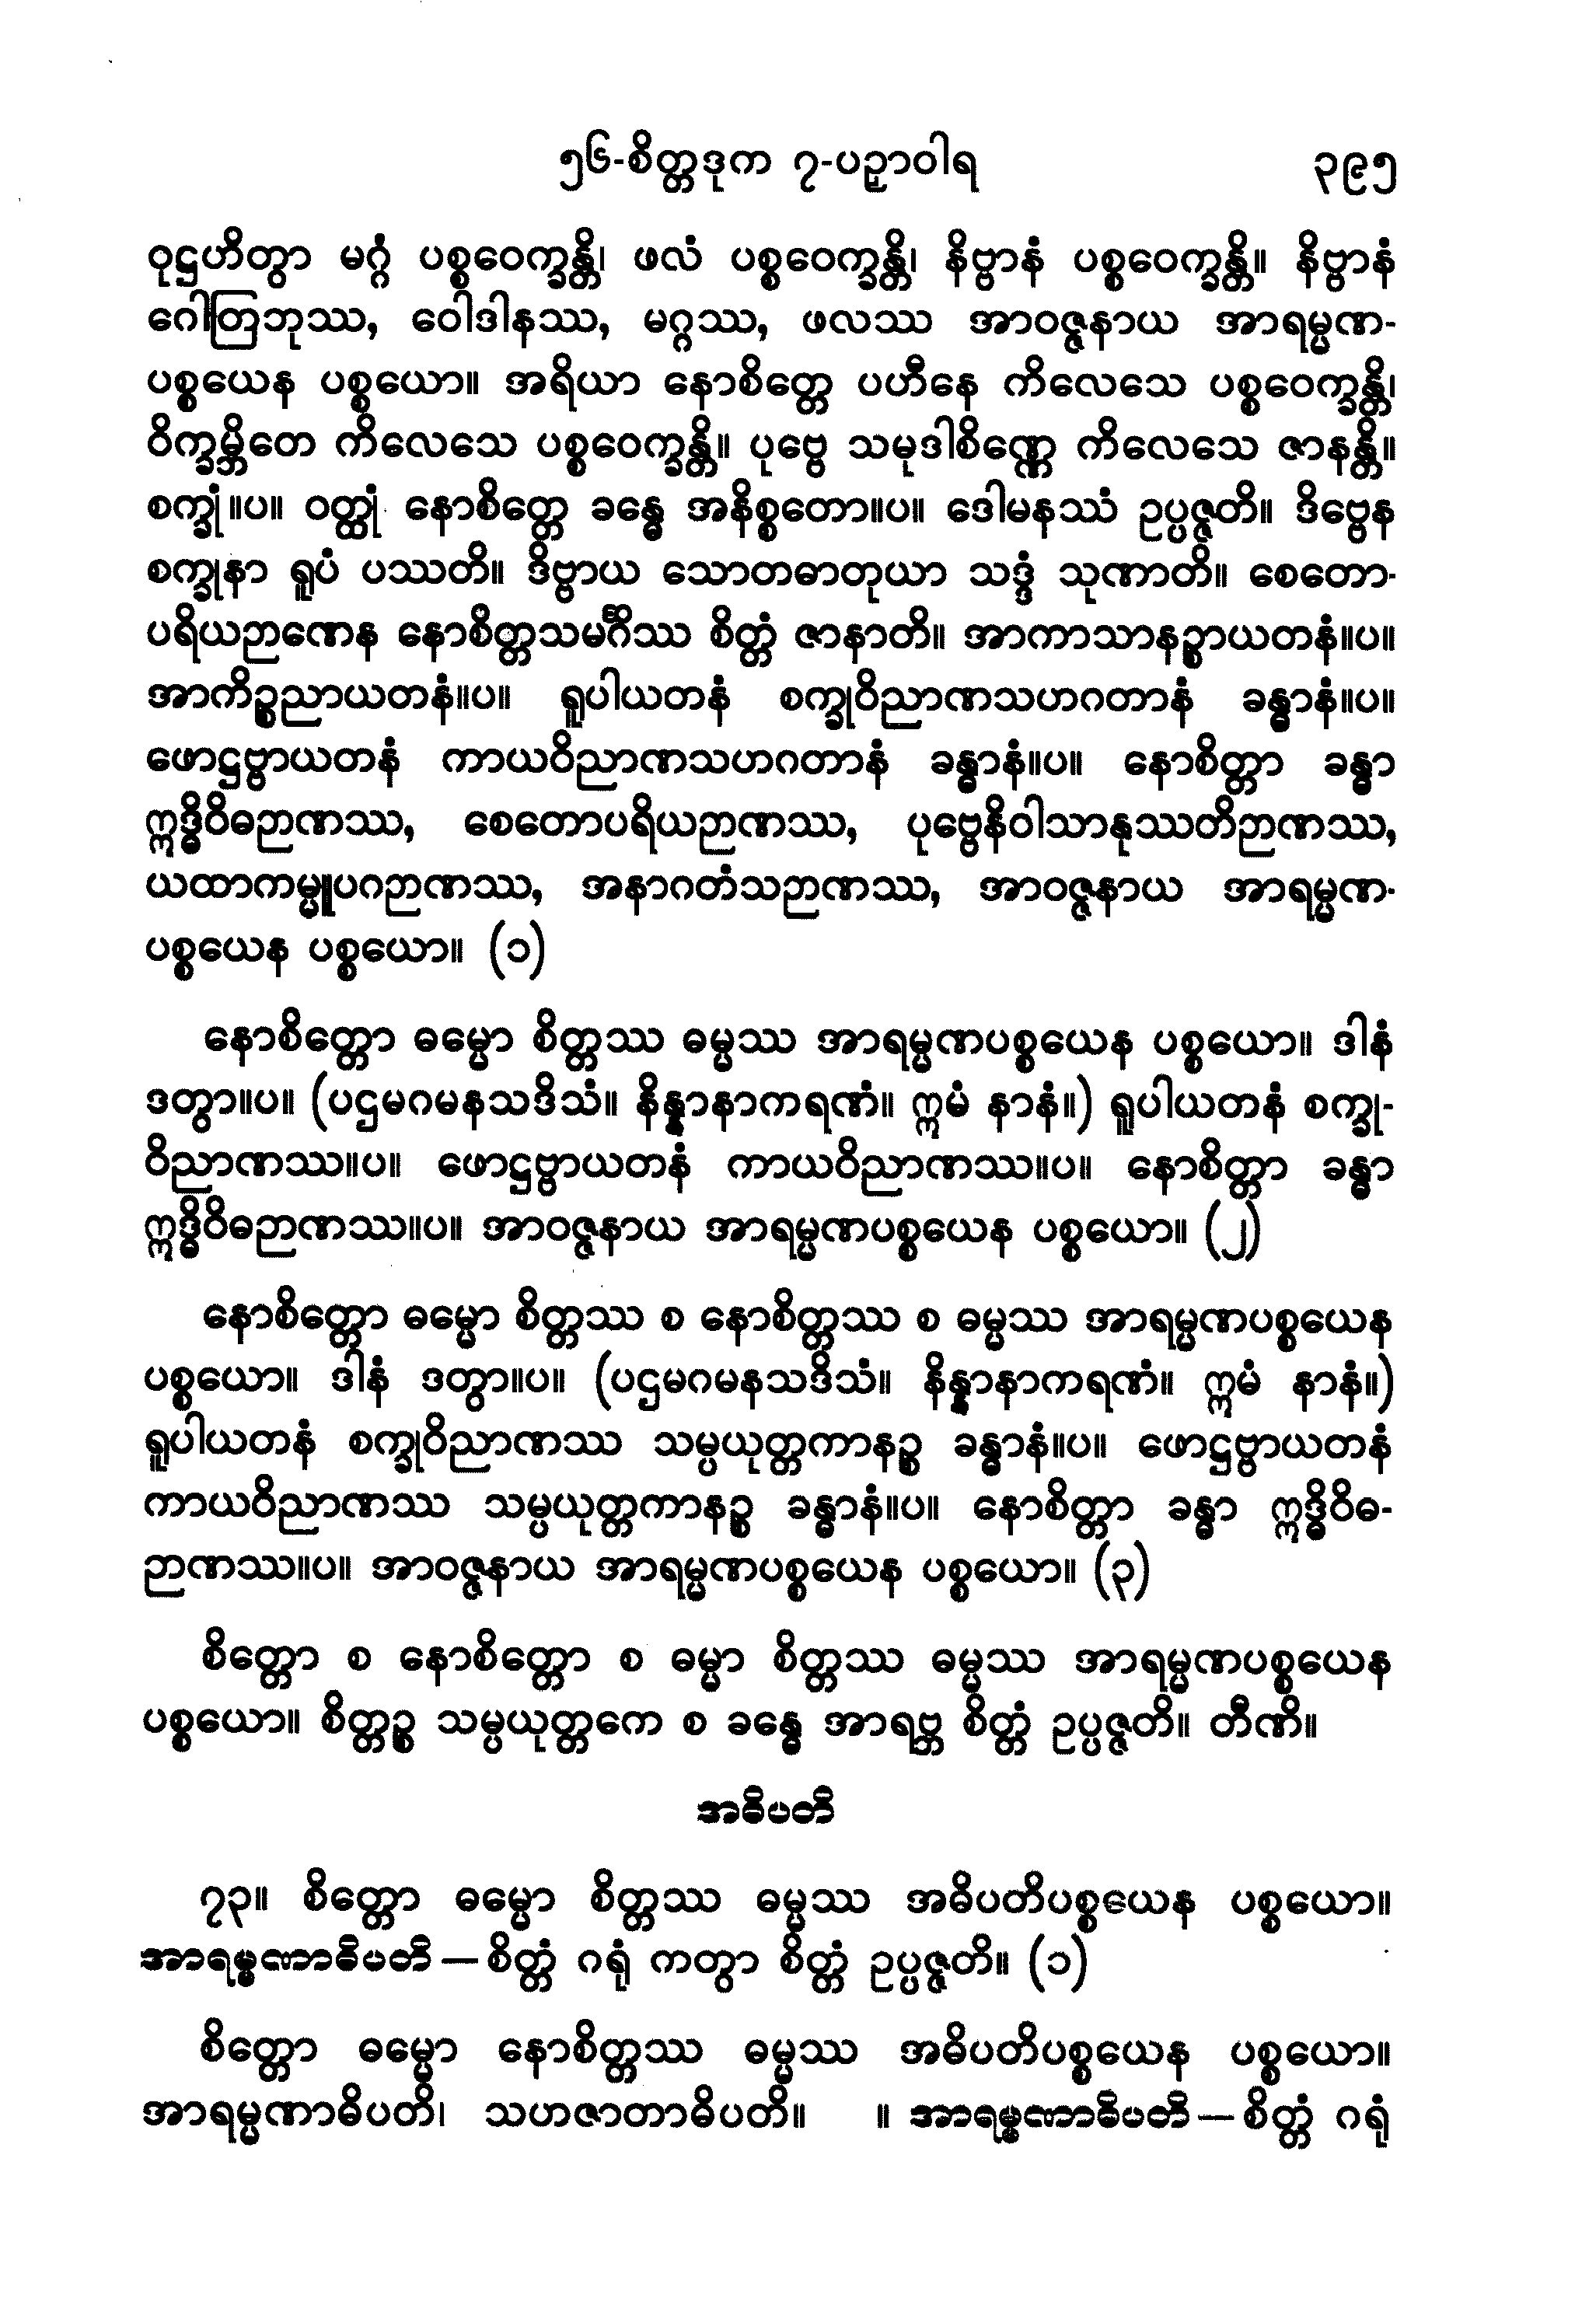 ၅၆-စိတ္တဒုက ၇-ပဉှာဝါရ ၃၉၅
ဝုဋ္ဌဟိတွာ မဂ္ဂံ ပစ္စဝေက္ခန္တိ၊ ဖလံ ပစ္စဝေက္ခန္တိ၊ နိဗ္ဗာနံ ပစ္စဝေက္ခန္တိ။ နိဗ္ဗာနံ
ဂေါတြဘုဿ, ဝေါဒါနဿ, မဂ္ဂဿ, ဖလဿ အာဝဇ္ဇနာယ အာရမ္မဏ-
ပစ္စယေန ပစ္စယော။ အရိယာ နောစိတ္တေ ပဟီနေ ကိလေသေ ပစ္စဝေက္ခန္တိ၊
ဝိက္ခမ္ဘိတေ ကိလေသေ ပစ္စဝေက္ခန္တိ။ ပုဗ္ဗေ သမုဒါစိဏ္ဏေ ကိလေသေ ဇာနန္တိ။
စက္ခုံ။ပ။ ဝတ္ထုံ နောစိတ္တေ ခန္ဓေ အနိစ္စတော။ပ။ ဒေါမနဿံ ဥပ္ပဇ္ဇတိ။ ဒိဗ္ဗေန
စက္ခုနာ ရူပံ ပဿတိ။ ဒိဗ္ဗာယ သောတဓာတုယာ သဒ္ဒံ သုဏာတိ။ စေတော-
ပရိယဉာဏေန နောစိတ္တသမင်္ဂိဿ စိတ္တံ ဇာနာတိ။ အာကာသာနဉ္စာယတနံ။ပ။
အာကိဉ္စညာယတနံ။ပ။ ရူပါယတနံ စက္ခုဝိညာဏသဟဂတာနံ ခန္ဓာနံ။ပ။
ဖောဋ္ဌဗ္ဗာယတနံ ကာယဝိညာဏသဟဂတာနံ ခန္ဓာနံ။ပ။ နောစိတ္တာ ခန္ဓာ
ဣဒ္ဓိဝိဓဉာဏဿ, စေတောပရိယဉာဏဿ, ပုဗ္ဗေနိဝါသာနုဿတိဉာဏဿ,
ယထာကမ္မူပဂဉာဏဿ, အနာဂတံသဉာဏဿ, အာဝဇ္ဇနာယ အာရမ္မဏ-
ပစ္စယေန ပစ္စယော။ (၁)
နောစိတ္တော ဓမ္မော စိတ္တဿ ဓမ္မဿ အာရမ္မဏပစ္စယေန ပစ္စယော။ ဒါနံ
ဒတွာ။ပ။ (ပဌမဂမနသဒိသံ။ နိန္နာနာကရဏံ။ ဣမံ နာနံ။) ရူပါယတနံ စက္ခု-
ဝိညာဏဿ။ပ။ ဖောဋ္ဌဗ္ဗာယတနံ ကာယဝိညာဏဿ။ပ။ နောစိတ္တာ ခန္ဓာ
ဣဒ္ဓိဝိဓဉာဏဿ။ပ။ အာဝဇ္ဇနာယ အာရမ္မဏပစ္စယေန ပစ္စယော။ (၂)
နောစိတ္တော ဓမ္မော စိတ္တဿ စ နောစိတ္တဿ စ ဓမ္မဿ အာရမ္မဏပစ္စယေန
ပစ္စယော။ ဒါနံ ဒတွာ။ပ။ (ပဌမဂမနသဒိသံ။ နိန္နာနာကရဏံ။ ဣမံ နာနံ။)
ရူပါယတနံ စက္ခုဝိညာဏဿ သမ္ပယုတ္တကာနဉ္စ ခန္ဓာနံ။ပ။ ဖောဋ္ဌဗ္ဗာယတနံ
ကာယဝိညာဏဿ သမ္ပယုတ္တကာနဉ္စ ခန္ဓာနံ။ပ။ နောစိတ္တာ ခန္ဓာ ဣဒ္ဓိဝိဓ-
ဉာဏဿ။ပ။ အာဝဇ္ဇနာယ အာရမ္မဏပစ္စယေန ပစ္စယော။ (၃)
စိတ္တော စ နောစိတ္တော စ ဓမ္မာ စိတ္တဿ ဓမ္မဿ အာရမ္မဏပစ္စယေန
ပစ္စယော။ စိတ္တဉ္စ သမ္ပယုတ္တကေ စ ခန္ဓေ အာရဗ္ဘ စိတ္တံ ဥပ္ပဇ္ဇတိ။ တီဏိ။
အဓိပတိ
၇၃။ စိတ္တော ဓမ္မော စိတ္တဿ ဓမ္မဿ အဓိပတိပစ္စယေန ပစ္စယော။
အာရမ္မဏာဓိပတိ — စိတ္တံ ဂရုံ ကတွာ စိတ္တံ ဥပ္ပဇ္ဇတိ။ (၁)
စိတ္တော ဓမ္မော နောစိတ္တဿ ဓမ္မဿ အဓိပတိပစ္စယေန ပစ္စယော။
အာရမ္မဏာဓိပတိ၊ သဟဇာတာဓိပတိ။ ။ အာရမ္မဏာဓိပတိ — စိတ္တံ ဂရုံ